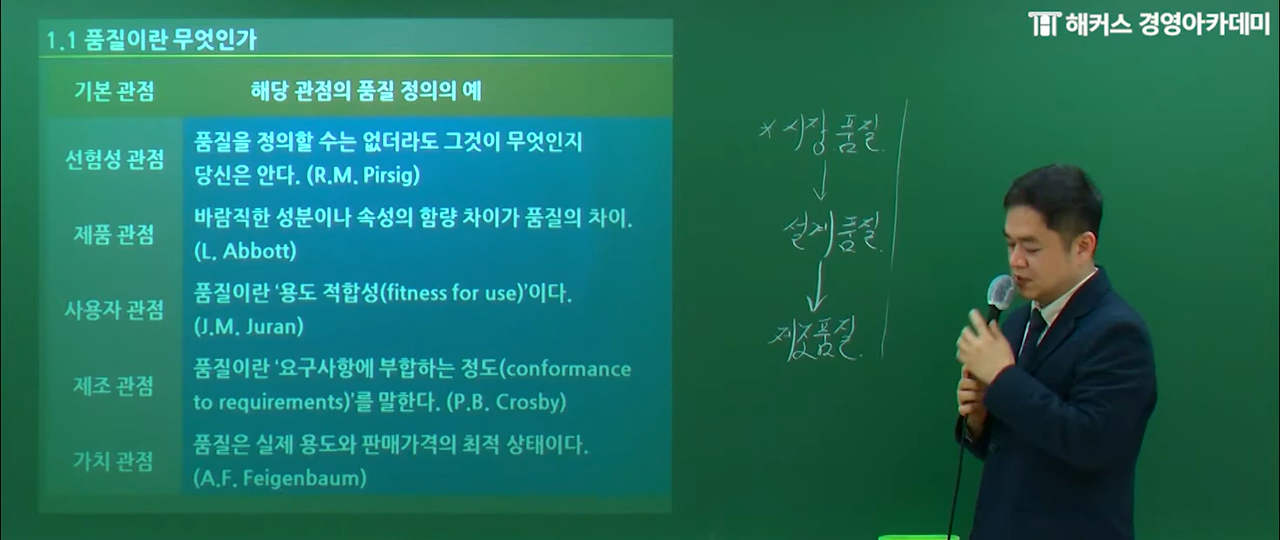 해커스 경영아카데미
1.1 품질이란 무엇인가
기본 관점
해당 관점의 품질 정의의 예
선험성 관점
품질을 정의할 수는 없더라도 그것이 무엇인지
당신은 안다. (R.M. Pirsig)
제품 관점
바람직한 성분이나 속성의 함량 차이가 품질의 차이.
(L. Abbott)
사용자 관점
품질이란 '용도 적합성(fitness for use)'이다.
(J.M. Juran)
제조 관점
품질이란 '요구사항에 부합하는 정도(conformance
to requirements)'를 말한다. (P.B. Crosby)
가치 관점
품질은 실제 용도와 판매가격의 최적 상태이다.
(A.F. Feigenbaum)
* 시장 품질
↓
설계 품질
↓
제조품질